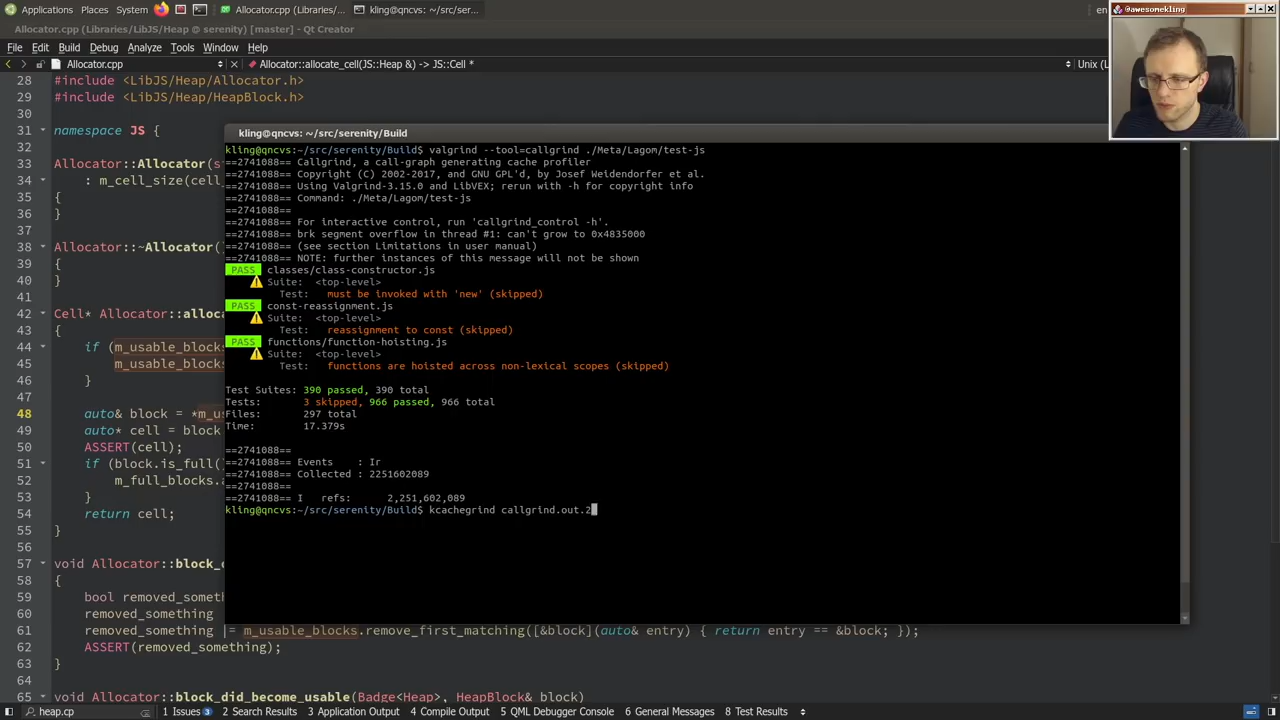 Applications Places System Allocator.cpp (Libraries/... kling@qncvs: ~/src/ser... en
@awesomekling
Allocator.cpp (Libraries/LibJS/Heap @ serenity) [master] - Qt Creator
File Edit Build Debug Analyze Tools Window Help
Allocator.cpp Allocator::allocate_cell(JS::Heap &) -> JS::Cell * Unix (L
28 #include <LibJS/Heap/Allocator.h>
29 #include <LibJS/Heap/HeapBlock.h>
30
31 namespace JS {
32
33 Allocator::Allocator(s
34 : m_cell_size(cell_
35 {
36 }
37
38 Allocator::~Allocator()
39 {
40 }
41
42 Cell* Allocator::alloca
43 {
44 if (m_usable_blocks
45 m_usable_blocks
46 }
47
48 auto& block = *m_us
49 auto* cell = block
50 ASSERT(cell);
51 if (block.is_full()
52 m_full_blocks.a
53 }
54 return cell;
55 }
56
57 void Allocator::block_d
58 {
59 bool removed_someth
60 removed_something
61 removed_something |= m_usable_blocks.remove_first_matching([&block](auto& entry) { return entry == &block; });
62 ASSERT(removed_something);
63 }
64
65 void Allocator::block_did_become_usable(Badge<Heap>, HeapBlock& block)
kling@qncvs: ~/src/serenity/Build
kling@qncvs:~/src/serenity/Build$ valgrind --tool=callgrind ./Meta/Lagom/test-js
==2741088== Callgrind, a call-graph generating cache profiler
==2741088== Copyright (C) 2002-2017, and GNU GPL'd, by Josef Weidendorfer et al.
==2741088== Using Valgrind-3.15.0 and LibVEX; rerun with -h for copyright info
==2741088== Command: ./Meta/Lagom/test-js
==2741088==
==2741088== For interactive control, run 'callgrind_control -h'.
==2741088== brk segment overflow in thread #1: can't grow to 0x4835000
==2741088== (see section Limitations in user manual)
==2741088== NOTE: further instances of this message will not be shown
PASS classes/class-constructor.js
Suite: <top-level>
Test: must be invoked with 'new' (skipped)
PASS const-reassignment.js
Suite: <top-level>
Test: reassignment to const (skipped)
PASS functions/function-hoisting.js
Suite: <top-level>
Test: functions are hoisted across non-lexical scopes (skipped)
Test Suites: 390 passed, 390 total
Tests: 3 skipped, 966 passed, 966 total
Files: 297 total
Time: 17.379s
==2741088==
==2741088== Events : Ir
==2741088== Collected : 2251602089
==2741088==
==2741088== I refs: 2,251,602,089
kling@qncvs:~/src/serenity/Build$ kcachegrind callgrind.out.2
heap.cp 1 Issues 3 2 Search Results 3 Application Output 4 Compile Output 5 QML Debugger Console 6 General Messages 8 Test Results